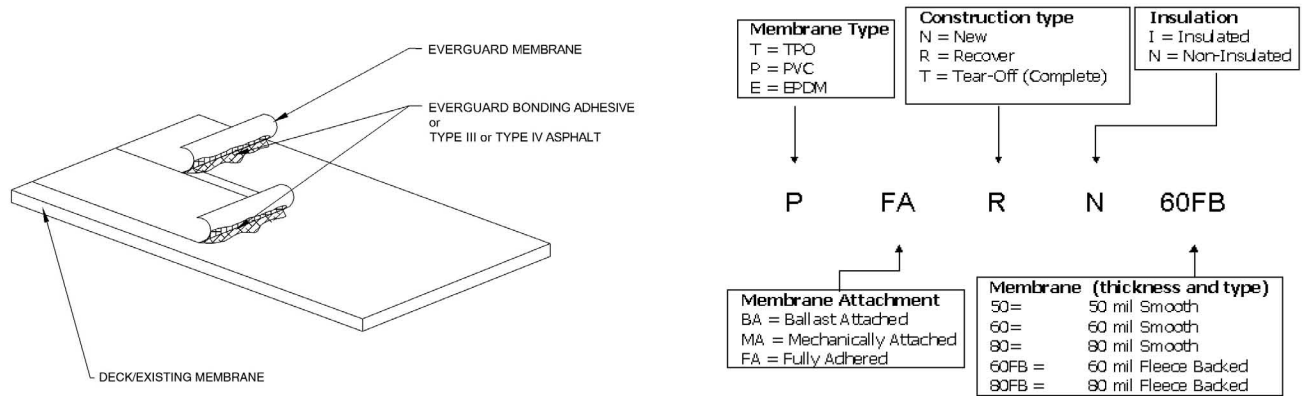 EVERGUARD MEMBRANE
EVERGUARD BONDING ADHESIVE
or
TYPE III or TYPE IV ASPHALT
DECK/EXISTING MEMBRANE
Membrane Type
T = TPO
P = PVC
E = EPDM
Construction type
N = New
R = Recover
T = Tear-Off (Complete)
Insulation
I = Insulated
N = Non-Insulated
P FA R N 60FB
Membrane Attachment
BA = Ballast Attached
MA = Mechanically Attached
FA = Fully Adhered
Membrane (thickness and type)
50= 50 mil Smooth
60= 60 mil Smooth
80= 80 mil Smooth
60FB = 60 mil Fleece Backed
80FB = 80 mil Fleece Backed